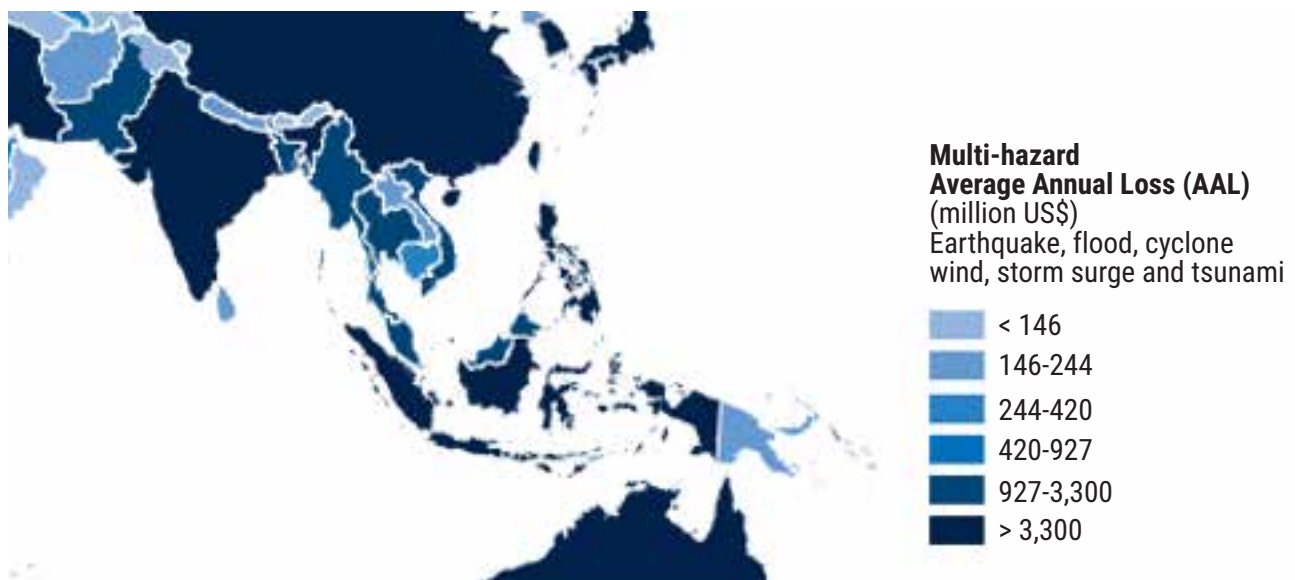 Multi-hazard
Average Annual Loss (AAL)
(million US$)
Earthquake, flood, cyclone
wind, storm surge and tsunami
< 146
146-244
244-420
420-927
927-3,300
> 3,300